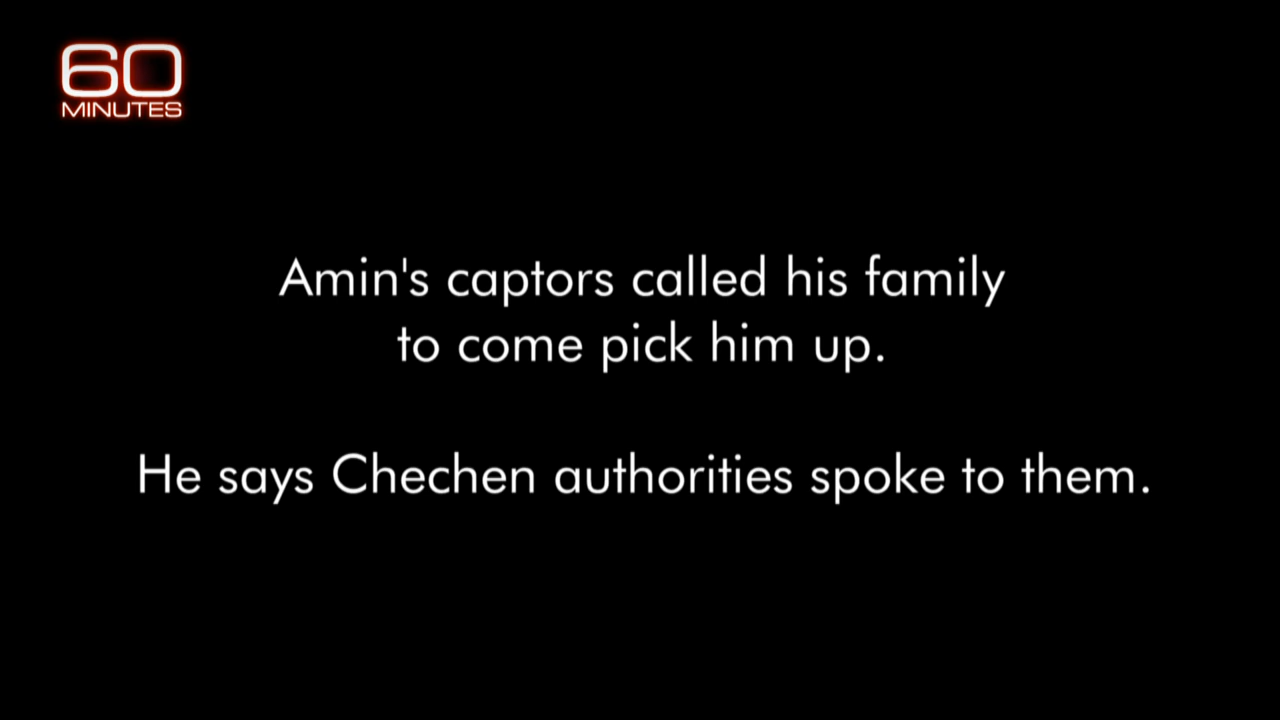 60
MINUTES
Amin's captors called his family
to come pick him up.
He says Chechen authorities spoke to them.